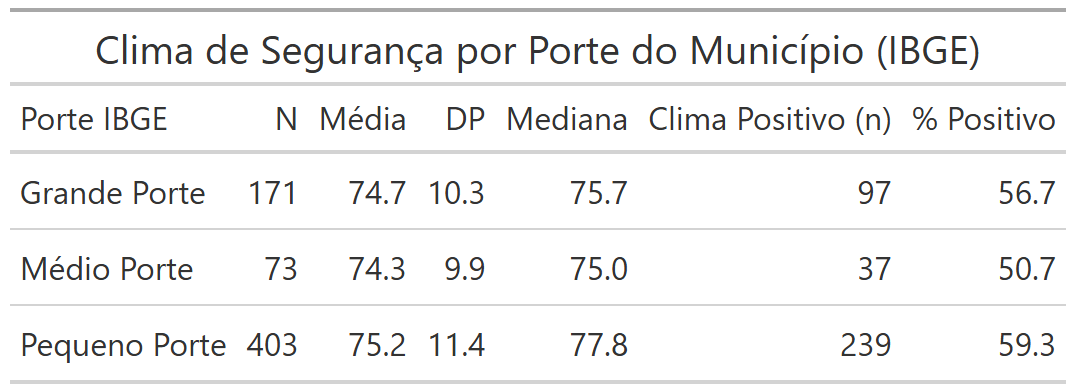 Clima de Segurança por Porte do Município (IBGE)
Porte IBGE N Média DP Mediana Clima Positivo (n) % Positivo
Grande Porte 171 74.7 10.3 75.7 97 56.7
Médio Porte 73 74.3 9.9 75.0 37 50.7
Pequeno Porte 403 75.2 11.4 77.8 239 59.3